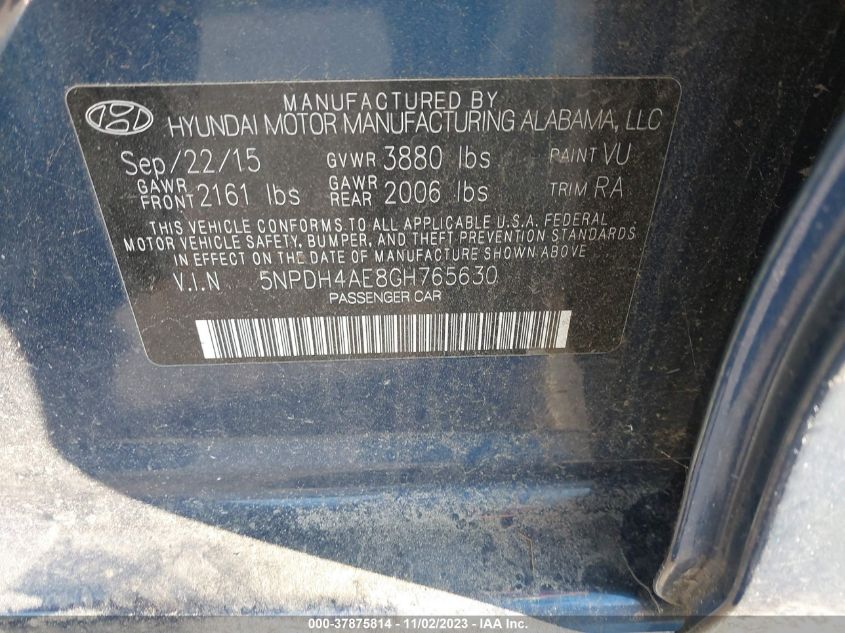 MANUFACTURED BY
HYUNDAI MOTOR MANUFACTURING ALABAMA, LLC
Sep/22/15 GVWR 3880 lbs PAINT VU
GAWR FRONT 2161 lbs GAWR REAR 2006 lbs TRIM RA
THIS VEHICLE CONFORMS TO ALL APPLICABLE U.S.A. FEDERAL
MOTOR VEHICLE SAFETY, BUMPER, AND THEFT PREVENTION STANDARDS
IN EFFECT ON THE DATE OF MANUFACTURE SHOWN ABOVE
V.I.N 5NPDH4AE8GH765630
PASSENGER CAR
000-37875814 - 11/02/2023 - IAAI Inc.